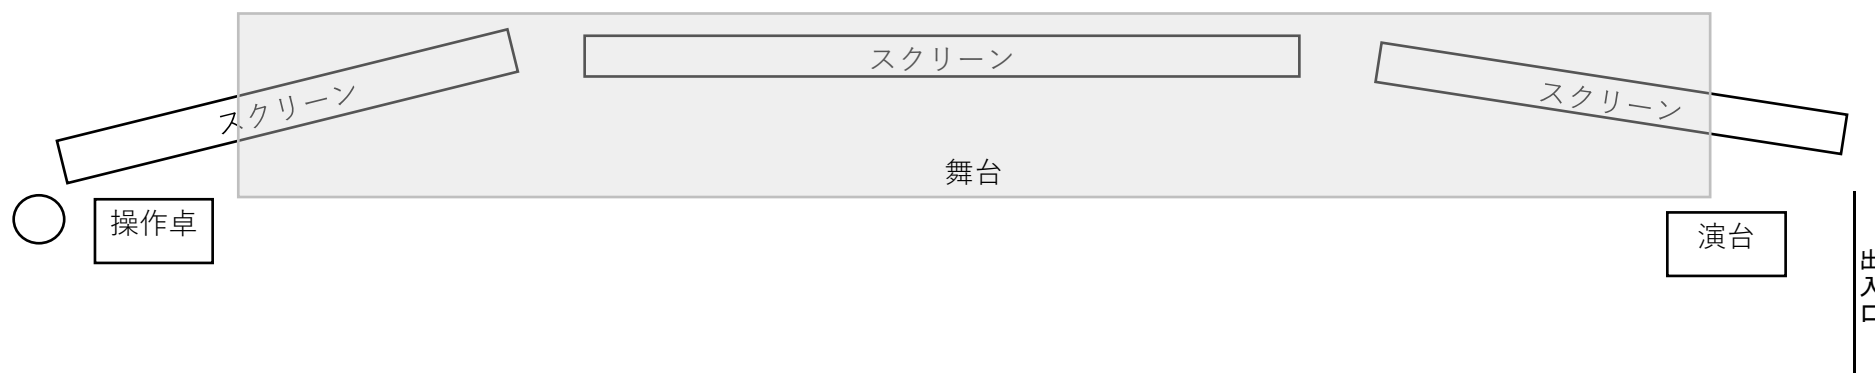 スクリーン
スクリーン
スクリーン
舞台
操作卓
演台
出入口